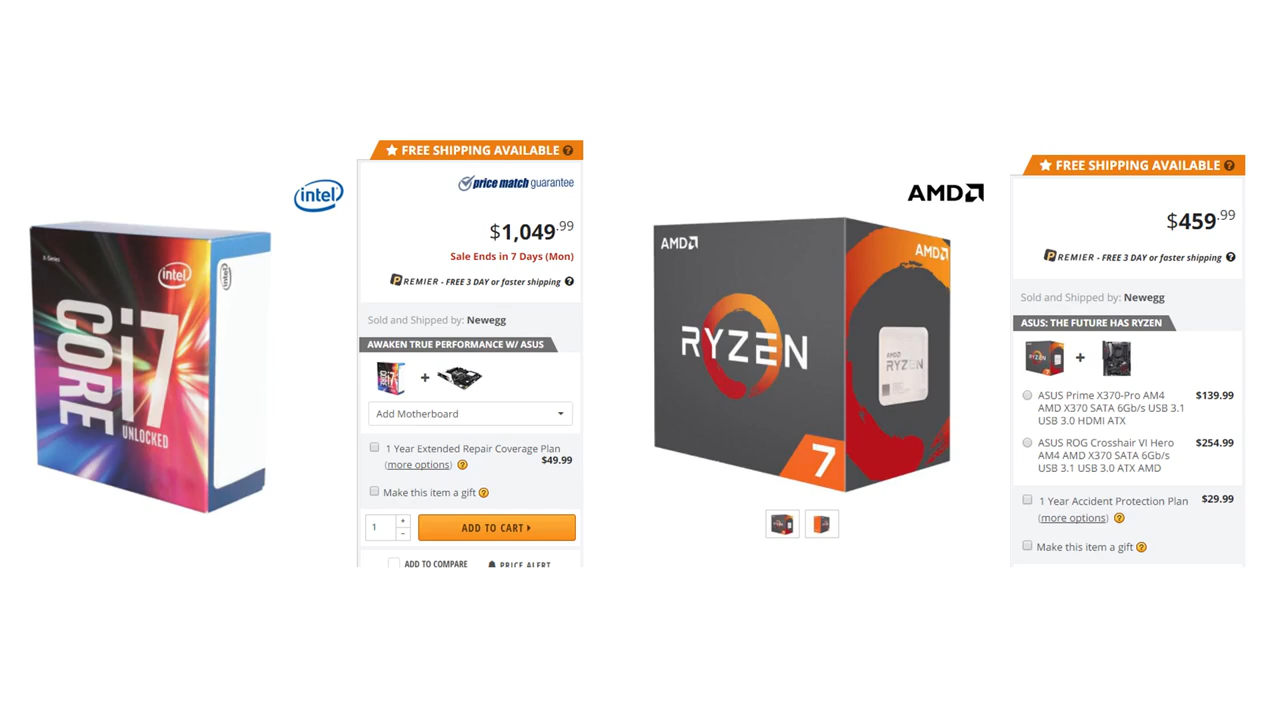 FREE SHIPPING AVAILABLE ?
price match guarantee
intel
$1,049.99
Sale Ends in 7 Days (Mon)
PREMIER - FREE 3 DAY or faster shipping ?
Sold and Shipped by: Newegg
AWAKEN TRUE PERFORMANCE W/ ASUS
+
Add Motherboard
1 Year Extended Repair Coverage Plan
(more options) ? $49.99
Make this item a gift ?
1 + - ADD TO CART
ADD TO COMPARE PRICE ALERT
X-Series
intel
intel
CORE i7
UNLOCKED
AMD
AMD
AMD
RYZEN
AMD
RYZEN
7
FREE SHIPPING AVAILABLE ?
$459.99
PREMIER - FREE 3 DAY or faster shipping ?
Sold and Shipped by: Newegg
ASUS: THE FUTURE HAS RYZEN
+
ASUS Prime X370-Pro AM4 $139.99
AMD X370 SATA 6Gb/s USB 3.1
USB 3.0 HDMI ATX
ASUS ROG Crosshair VI Hero $254.99
AM4 AMD X370 SATA 6Gb/s
USB 3.1 USB 3.0 ATX AMD
1 Year Accident Protection Plan $29.99
(more options) ?
Make this item a gift ?